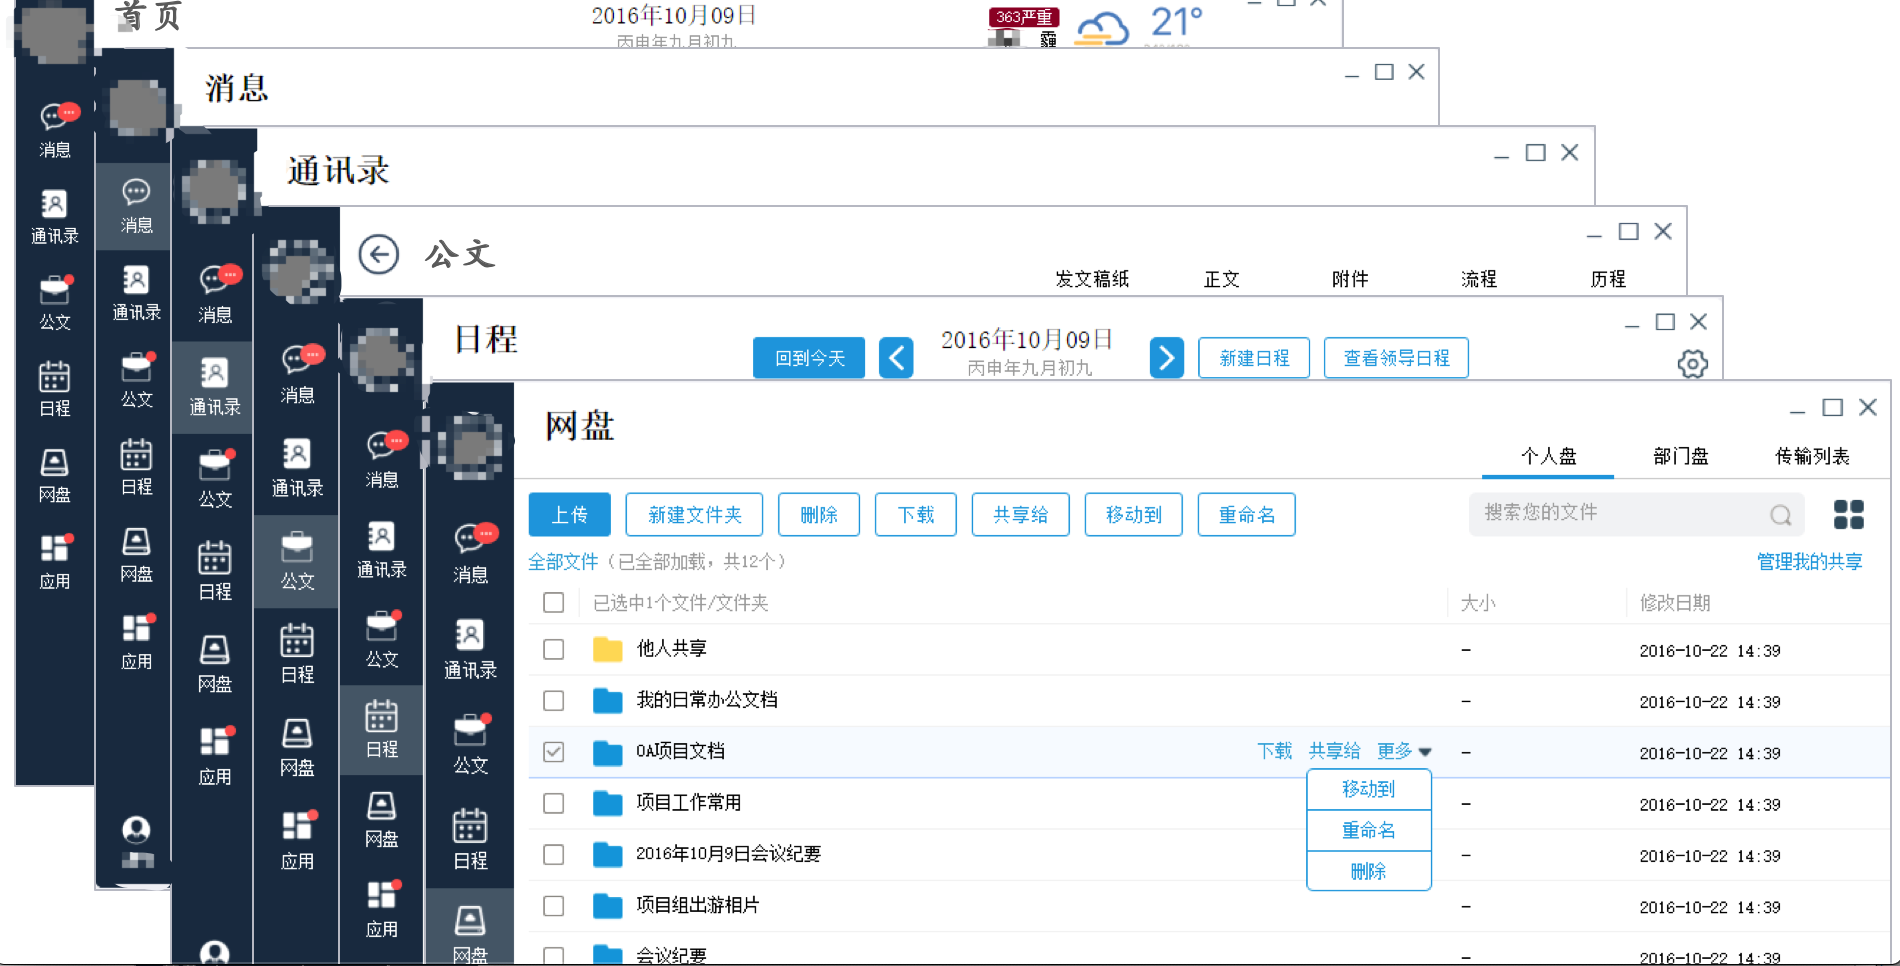 首页
2016年10月09日
丙申年九月初九
363严重
霾
21°
消息
通讯录
公文
日程
网盘
应用
消息
消息
通讯录
公文
日程
网盘
应用
通讯录
消息
通讯录
公文
日程
网盘
应用
公文
发文稿纸 正文 附件 流程 历程
消息
通讯录
公文
日程
网盘
应用
日程
回到今天
2016年10月09日
丙申年九月初九
新建日程 查看领导日程
消息
通讯录
公文
日程
网盘
应用
网盘
个人盘 部门盘 传输列表
消息
通讯录
公文
日程
网盘
上传 新建文件夹 删除 下载 共享给 移动到 重命名
搜索您的文件
全部文件（已全部加载，共12个）
管理我的共享
已选中1个文件/文件夹 大小 修改日期
他人共享 – 2016-10-22 14:39
我的日常办公文档 – 2016-10-22 14:39
OA项目文档 下载 共享给 更多 – 2016-10-22 14:39
移动到
重命名
删除
项目工作常用 – 2016-10-22 14:39
2016年10月9日会议纪要 – 2016-10-22 14:39
项目组出游相片 – 2016-10-22 14:39
会议纪要 – 2016-10-22 14:39